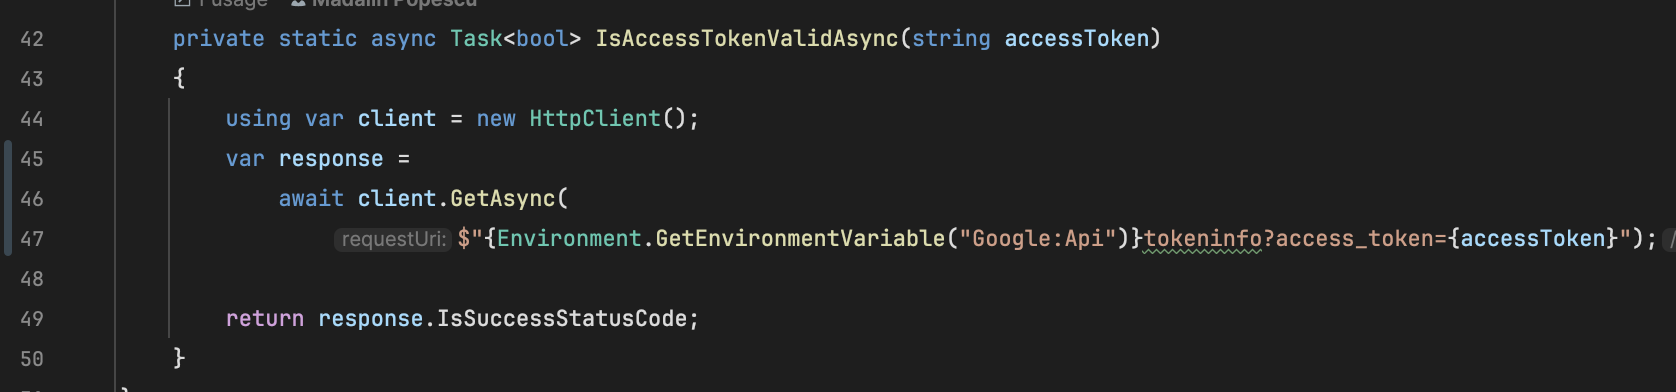 1 usage Madalin Popescu
42 private static async Task<bool> IsAccessTokenValidAsync(string accessToken)
43 {
44 using var client = new HttpClient();
45 var response =
46 await client.GetAsync(
47 requestUri: $"{Environment.GetEnvironmentVariable("Google:Api")}tokeninfo?access_token={accessToken}"); /
48
49 return response.IsSuccessStatusCode;
50 }